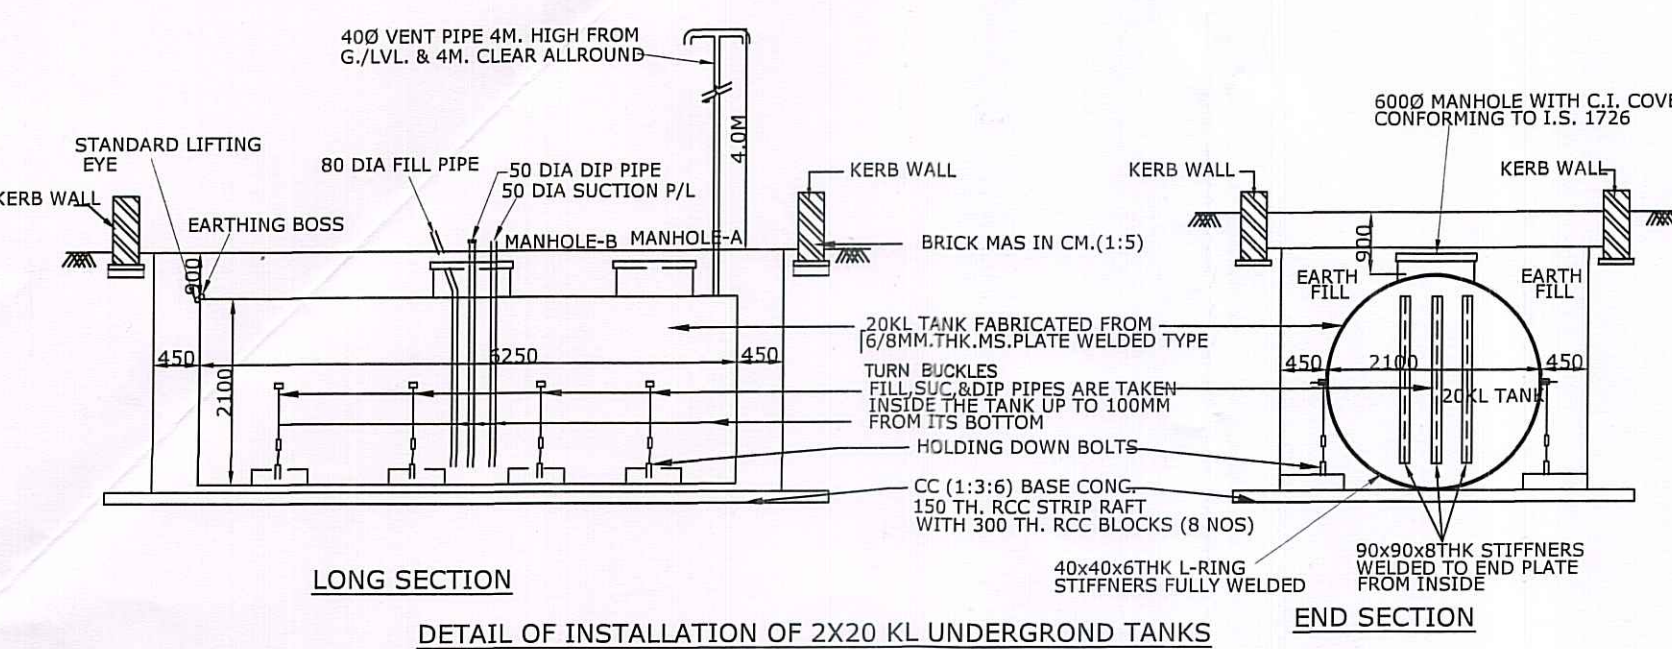 40Ø VENT PIPE 4M. HIGH FROM
G./LVL. & 4M. CLEAR ALLROUND
4.0M
STANDARD LIFTING
EYE
80 DIA FILL PIPE
50 DIA DIP PIPE
50 DIA SUCTION P/L
KERB WALL
KERB WALL
EARTHING BOSS
MANHOLE-B
MANHOLE-A
BRICK MAS IN CM.(1:5)
900
450
6250
450
2100
20KL TANK FABRICATED FROM
6/8MM.THK.MS.PLATE WELDED TYPE
TURN BUCKLES
FILL,SUC,&DIP PIPES ARE TAKEN
INSIDE THE TANK UP TO 100MM
FROM ITS BOTTOM
HOLDING DOWN BOLTS
CC (1:3:6) BASE CONC.
150 TH. RCC STRIP RAFT
WITH 300 TH. RCC BLOCKS (8 NOS)
LONG SECTION
600Ø MANHOLE WITH C.I. COVE
CONFORMING TO I.S. 1726
KERB WALL
KERB WALL
900
EARTH
FILL
EARTH
FILL
450
2100
450
20KL TANK
40x40x6THK L-RING
STIFFNERS FULLY WELDED
90x90x8THK STIFFNERS
WELDED TO END PLATE
FROM INSIDE
END SECTION
DETAIL OF INSTALLATION OF 2X20 KL UNDERGROND TANKS